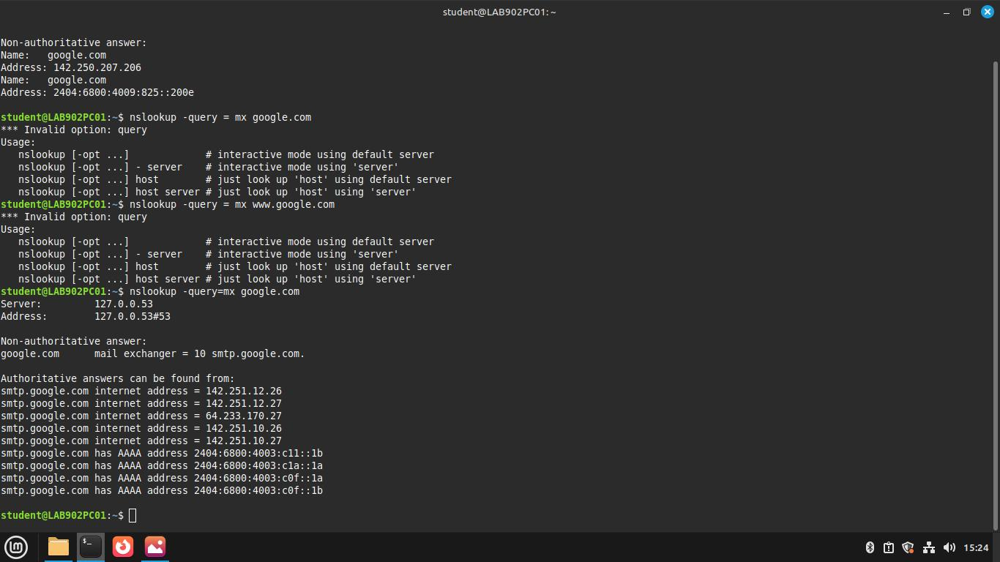 student@LAB902PC01: ~
Non-authoritative answer:
Name:   google.com
Address: 142.250.207.206
Name:   google.com
Address: 2404:6800:4009:825::200e
student@LAB902PC01:~$ nslookup -query = mx google.com
*** Invalid option: query
Usage:
   nslookup [-opt ...]             # interactive mode using default server
   nslookup [-opt ...] - server    # interactive mode using 'server'
   nslookup [-opt ...] host        # just look up 'host' using default server
   nslookup [-opt ...] host server # just look up 'host' using 'server'
student@LAB902PC01:~$ nslookup -query = mx www.google.com
*** Invalid option: query
Usage:
   nslookup [-opt ...]             # interactive mode using default server
   nslookup [-opt ...] - server    # interactive mode using 'server'
   nslookup [-opt ...] host        # just look up 'host' using default server
   nslookup [-opt ...] host server # just look up 'host' using 'server'
student@LAB902PC01:~$ nslookup -query=mx google.com
Server:         127.0.0.53
Address:        127.0.0.53#53
Non-authoritative answer:
google.com      mail exchanger = 10 smtp.google.com.
Authoritative answers can be found from:
smtp.google.com internet address = 142.251.12.26
smtp.google.com internet address = 142.251.12.27
smtp.google.com internet address = 64.233.170.27
smtp.google.com internet address = 142.251.10.26
smtp.google.com internet address = 142.251.10.27
smtp.google.com has AAAA address 2404:6800:4003:c11::1b
smtp.google.com has AAAA address 2404:6800:4003:c1a::1a
smtp.google.com has AAAA address 2404:6800:4003:c0f::1a
smtp.google.com has AAAA address 2404:6800:4003:c0f::1b
student@LAB902PC01:~$
15:24